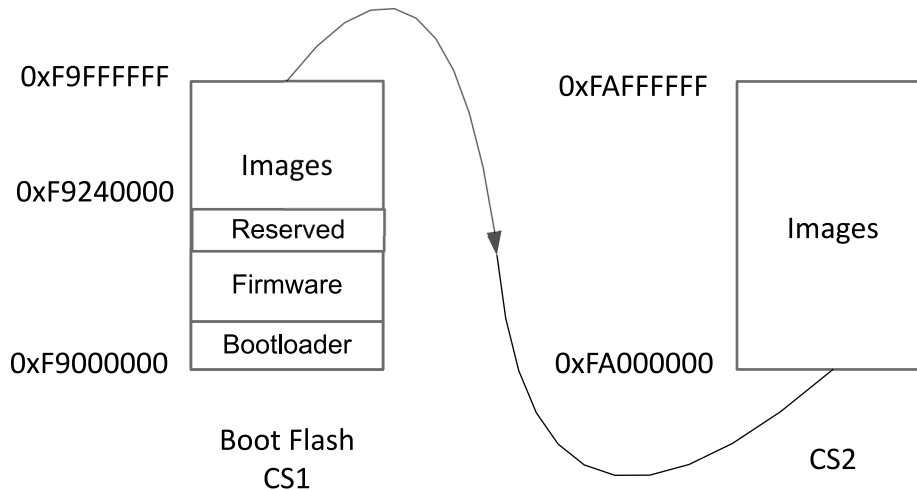 0xF9FFFFFF
Images
0xF9240000
Reserved
Firmware
Bootloader
0xF9000000
Boot Flash
CS1
0xFAFFFFFF
Images
0xFA000000
CS2